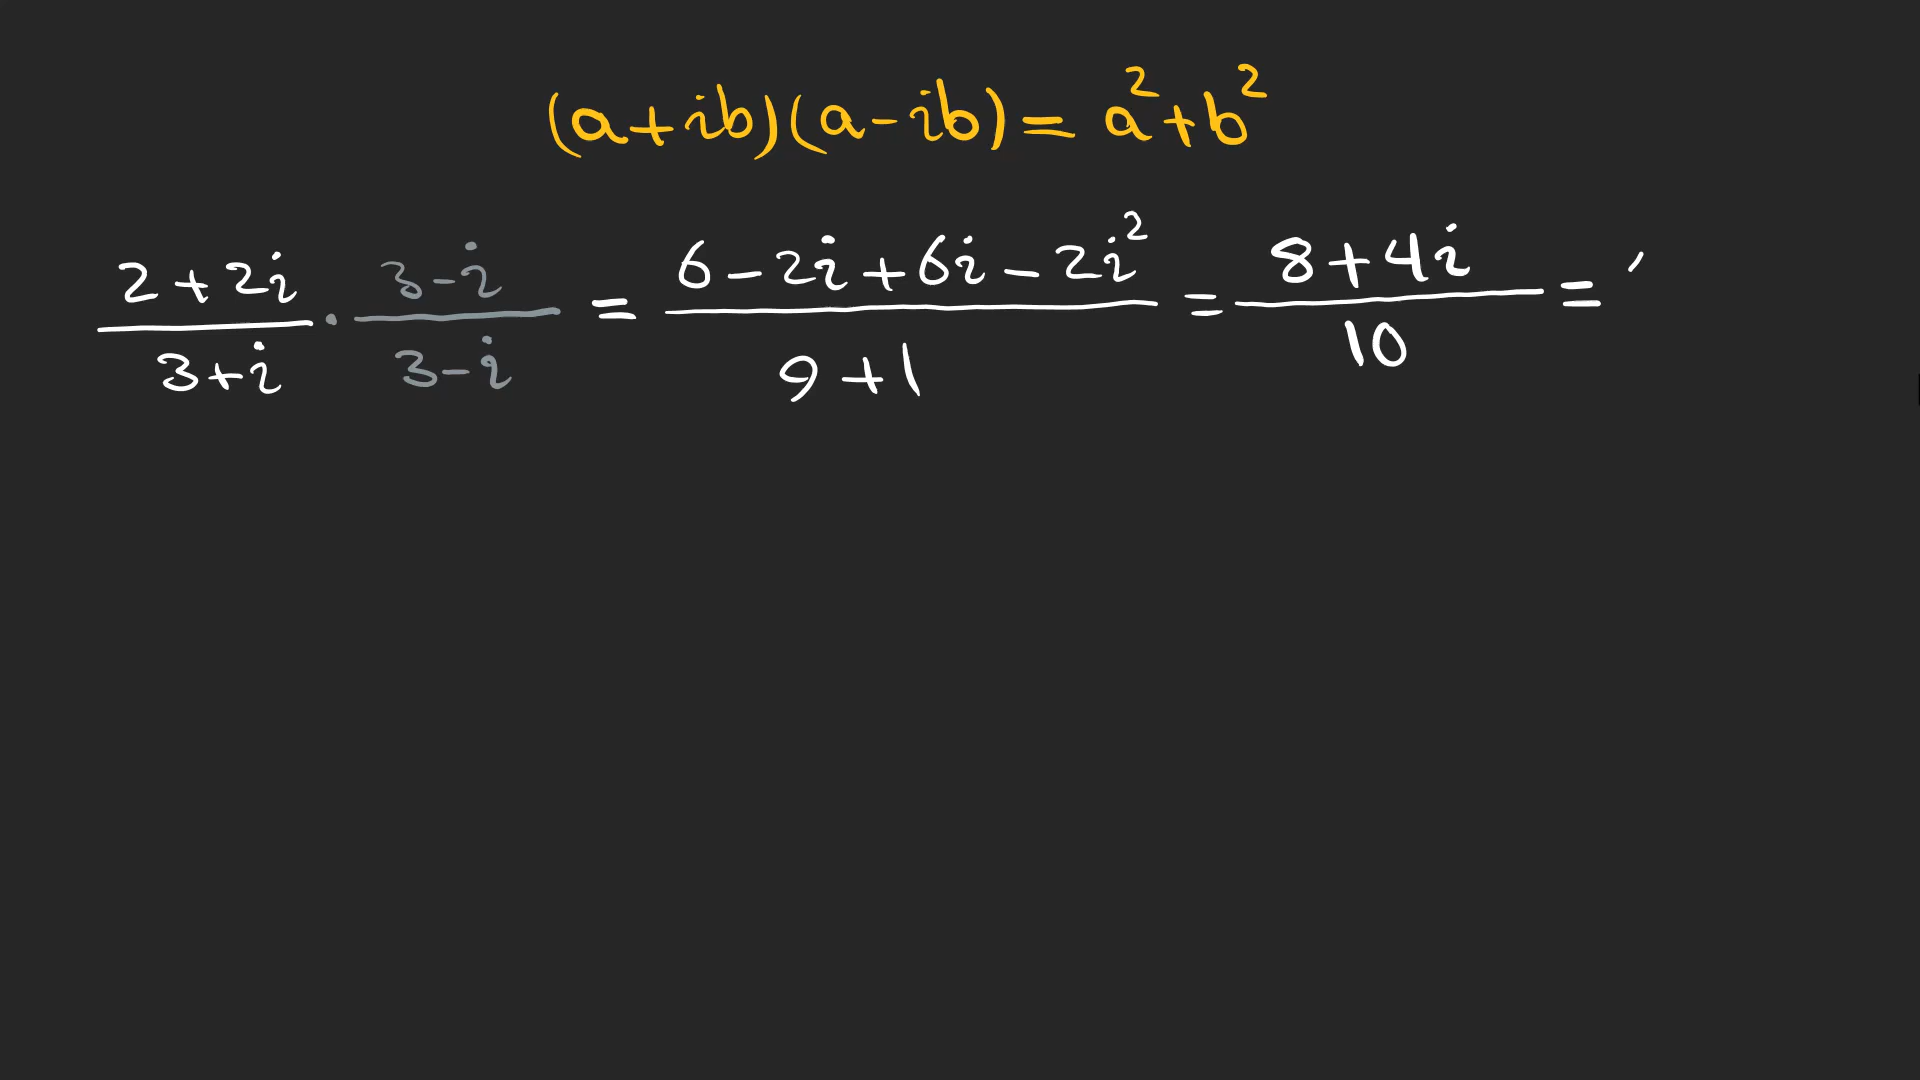 (a+ib)(a-ib) = a²+b²
(2+2i)/(3+i) · (3-i)/(3-i) = (6-2i+6i-2i²)/(9+1) = (8+4i)/10 =